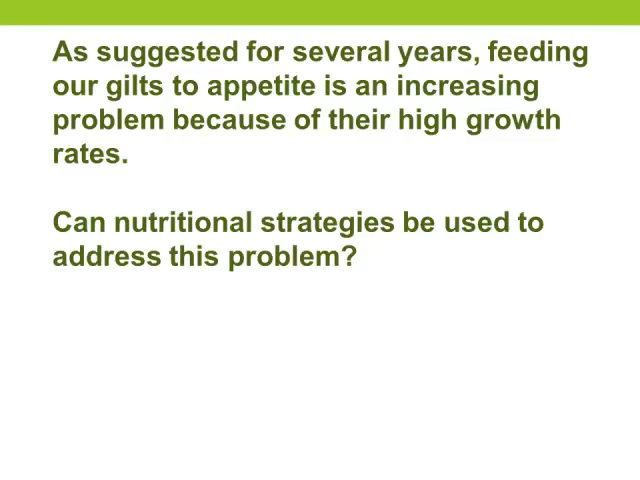 As suggested for several years, feeding
our gilts to appetite is an increasing
problem because of their high growth
rates.
Can nutritional strategies be used to
address this problem?